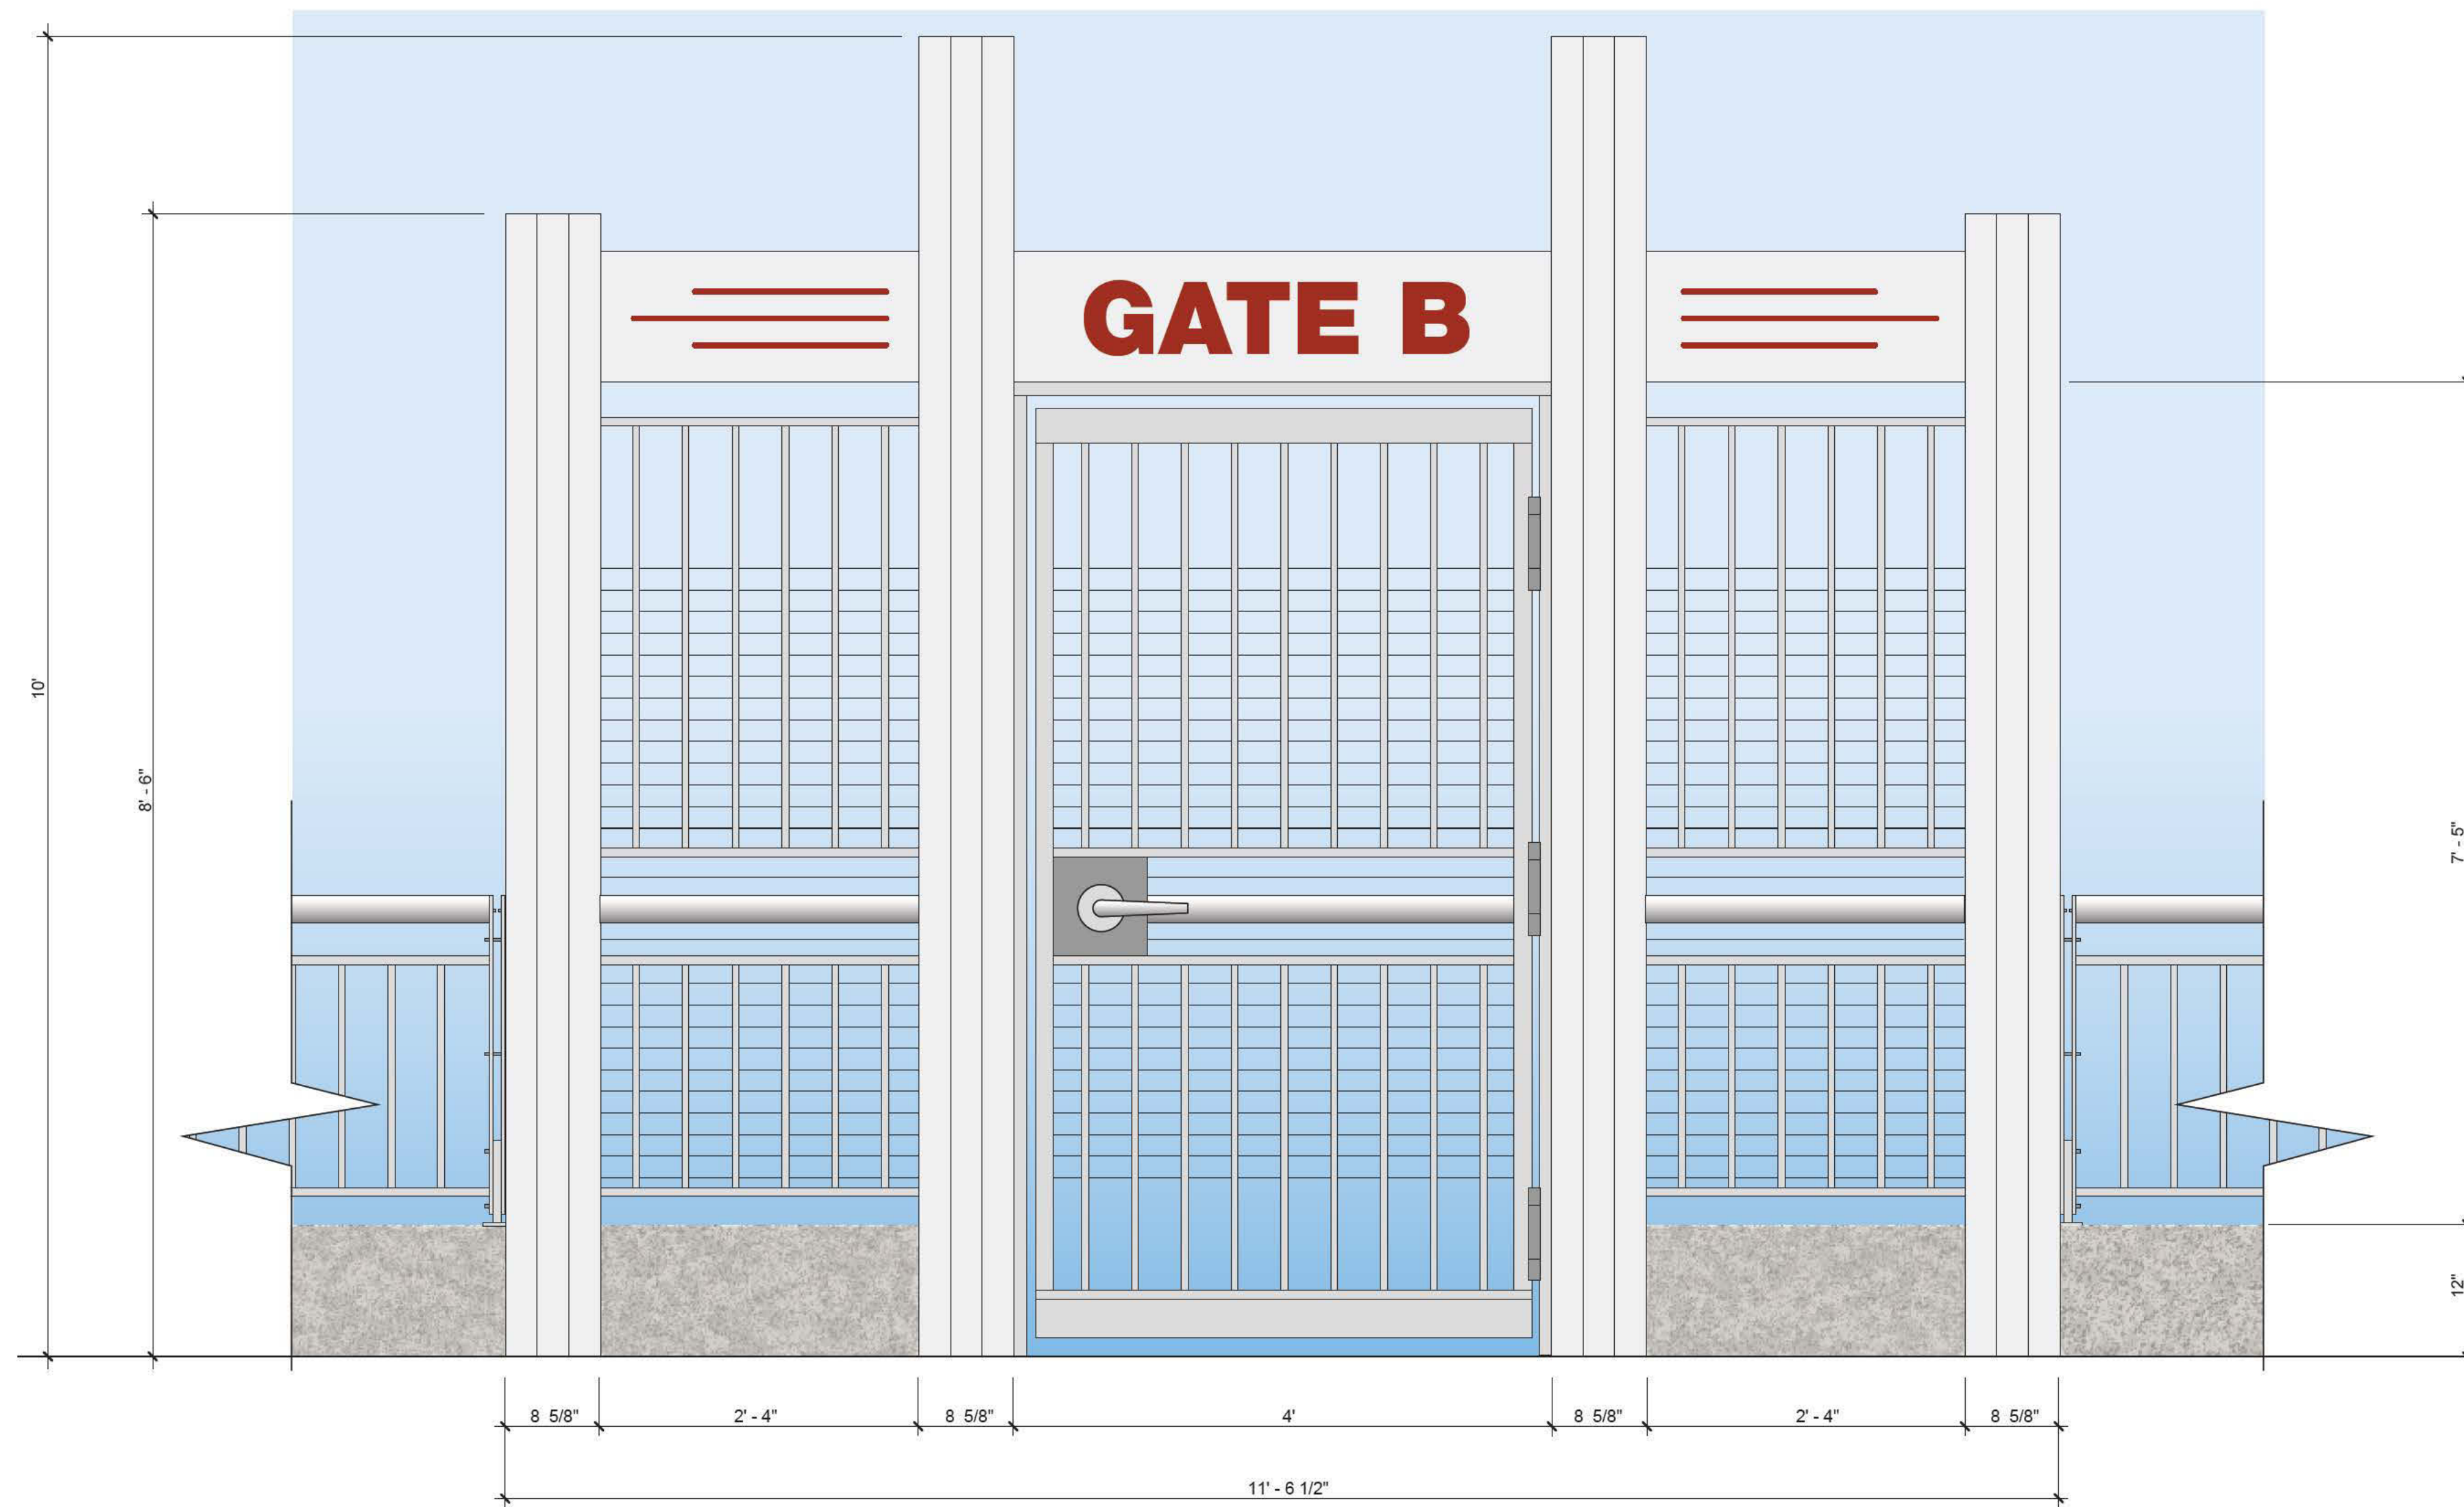 GATE B
10'
8' - 6"
7' - 5"
12"
8 5/8"
2' - 4"
8 5/8"
4'
8 5/8"
2' - 4"
8 5/8"
11' - 6 1/2"